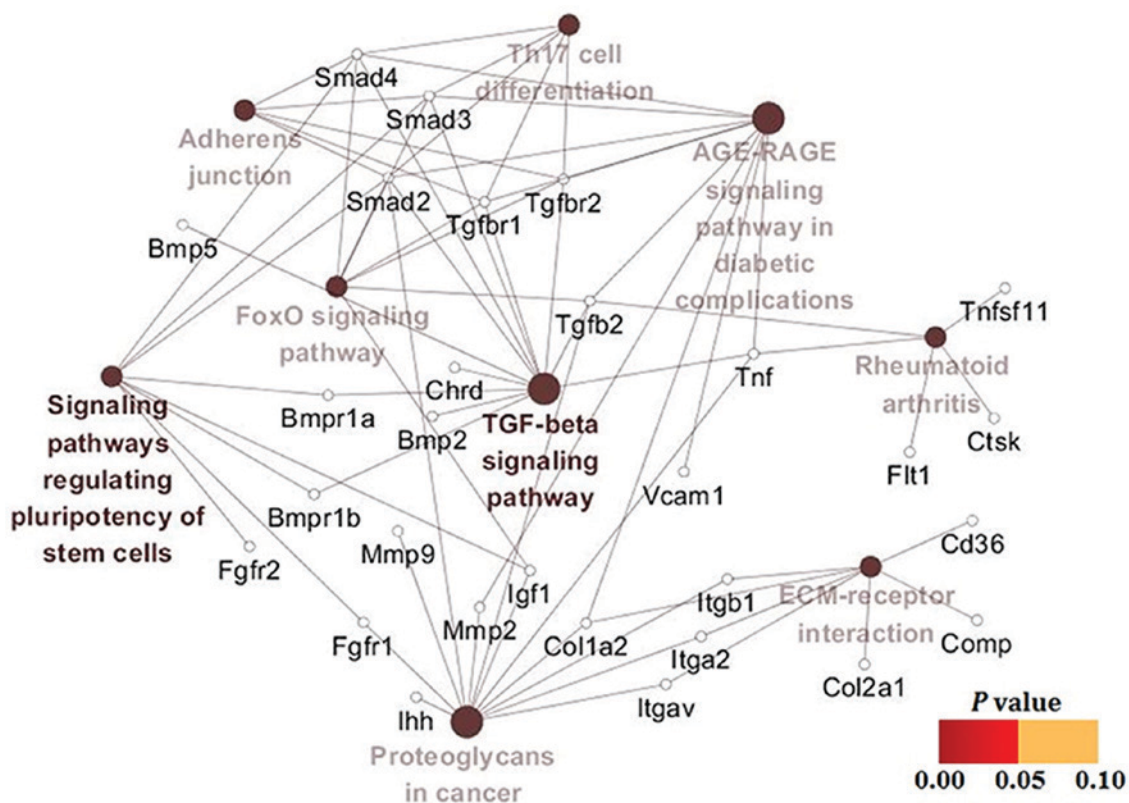 Th17 cell
differentiation
Smad4
Smad3
Adherens
junction
AGE-RAGE
signaling
pathway in
diabetic
complications
Smad2
Tgfbr1
Tgfbr2
Bmp5
FoxO signaling
pathway
Tgfb2
Tnfsf11
Tnf
Rheumatoid
arthritis
Signaling
pathways
regulating
pluripotency of
stem cells
Chrd
Bmpr1a
Bmp2
TGF-beta
signaling
pathway
Ctsk
Flt1
Vcam1
Bmpr1b
Mmp9
Fgfr2
Igf1
Cd36
Itgb1
ECM-receptor
interaction
Mmp2
Fgfr1
Col1a2
Itga2
Comp
Col2a1
Ihh
Itgav
Proteoglycans
in cancer
P value
0.00 0.05 0.10